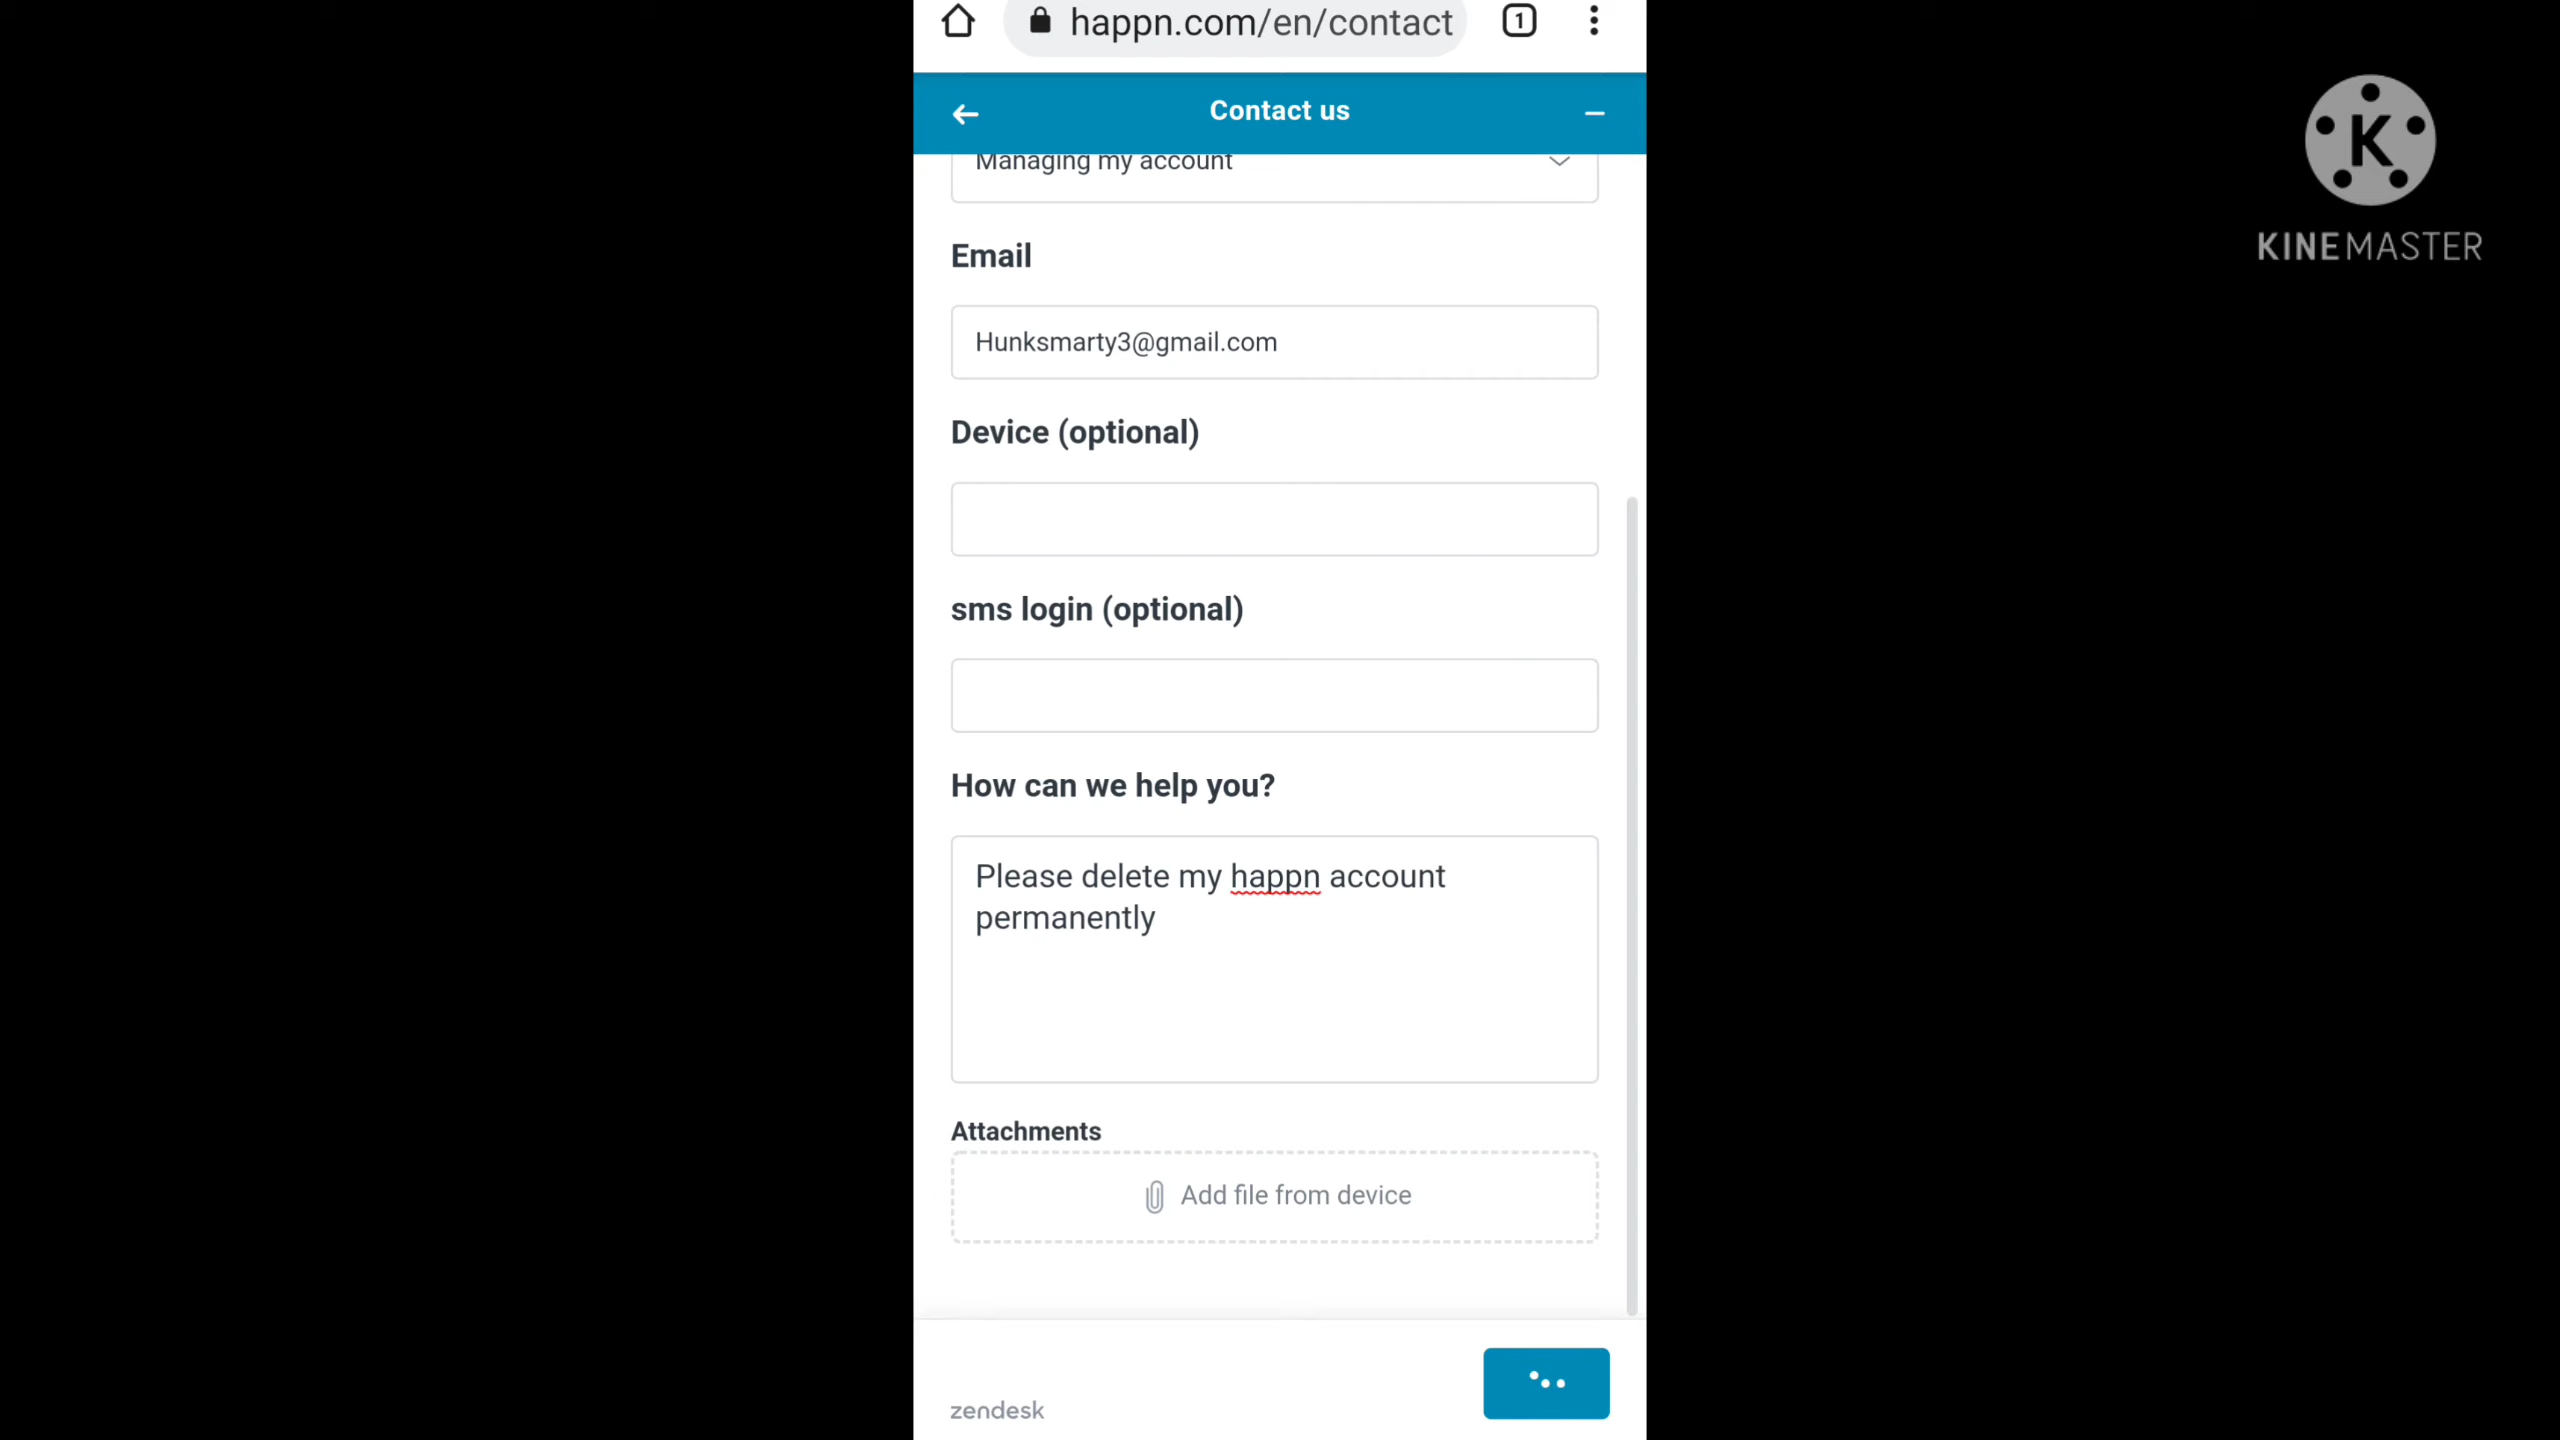 happn.com/en/contact
1
Contact us
Managing my account
Email
Hunksmarty3@gmail.com
Device (optional)
sms login (optional)
How can we help you?
Please delete my happn account
permanently
Attachments
Add file from device
zendesk
K
KINEMASTER